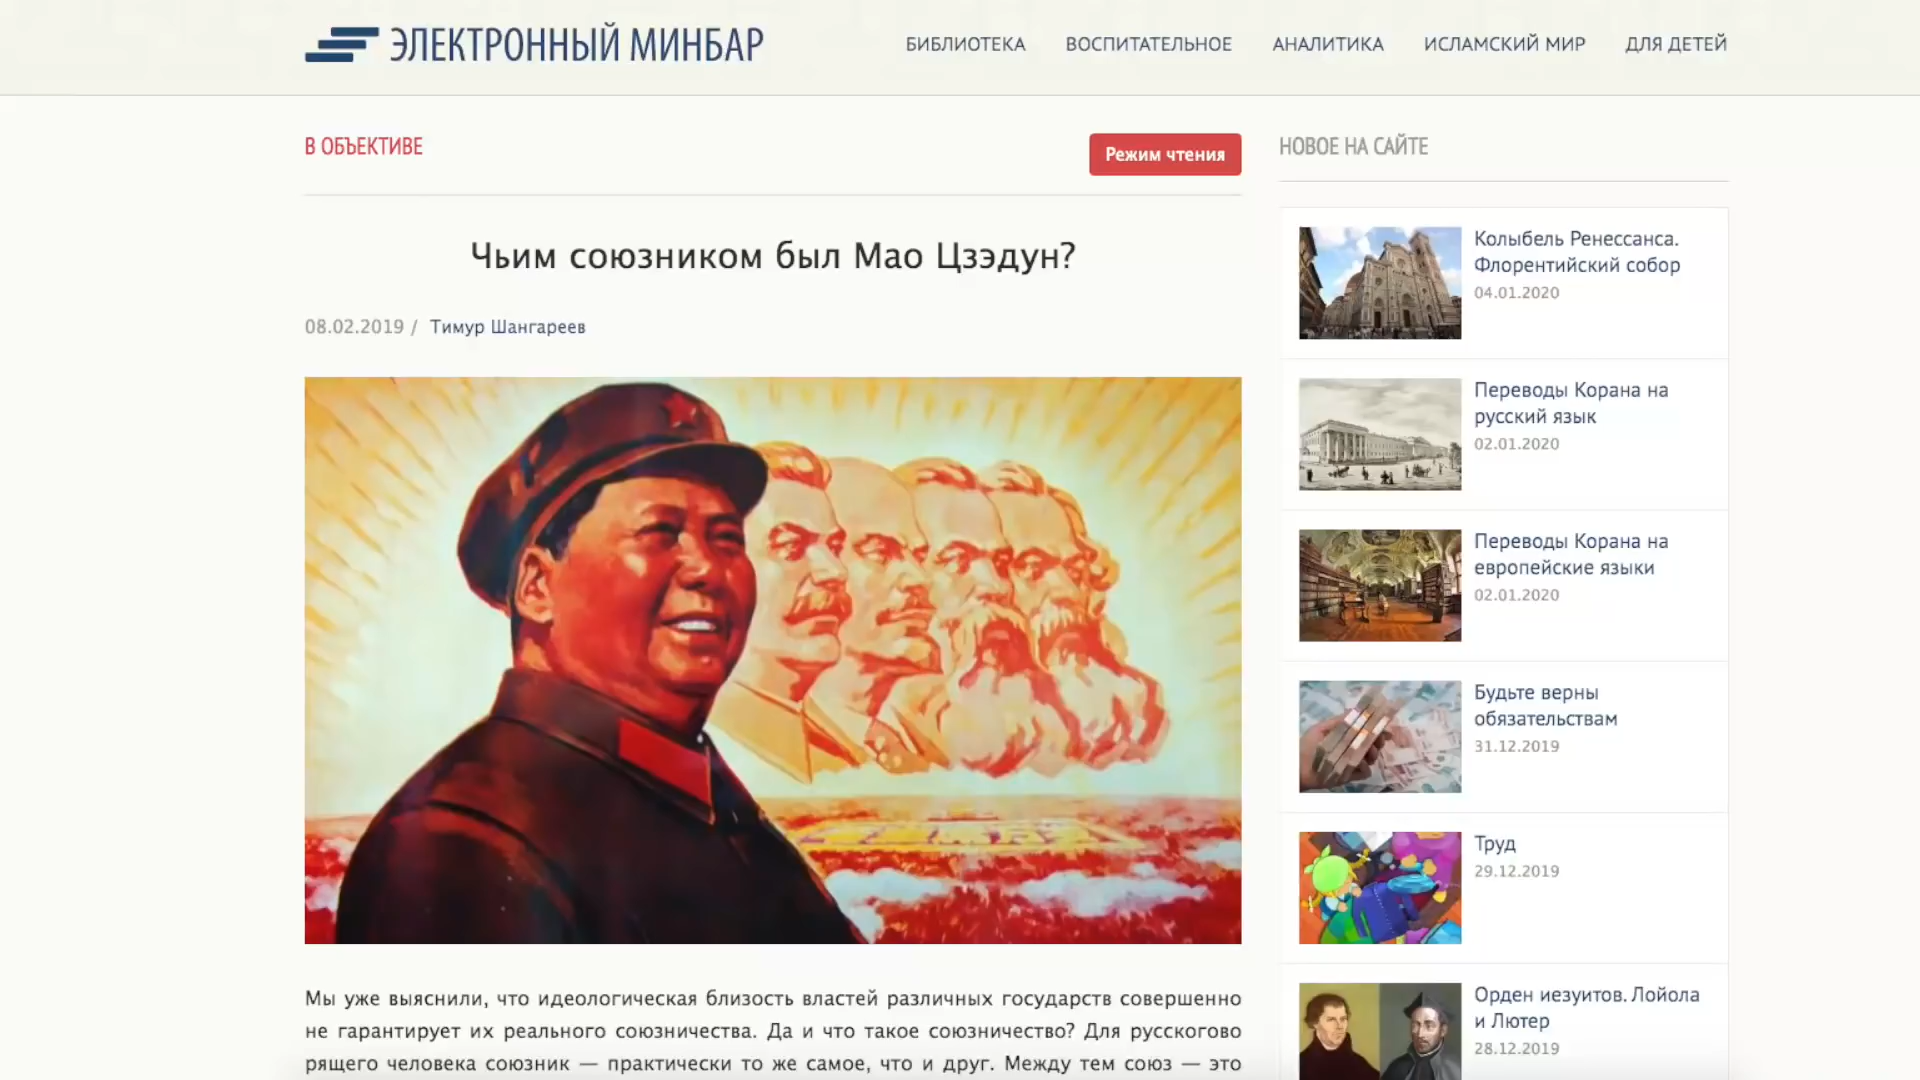 ЭЛЕКТРОННЫЙ МИНБАР
БИБЛИОТЕКА
ВОСПИТАТЕЛЬНОЕ
АНАЛИТИКА
ИСЛАМСКИЙ МИР
ДЛЯ ДЕТЕЙ
В ОБЪЕКТИВЕ
Режим чтения
Чьим союзником был Мао Цзэдун?
08.02.2019 / Тимур Шангареев
Мы уже выяснили, что идеологическая близость властей различных государств совершенно
не гарантирует их реального союзничества. Да и что такое союзничество? Для русскогово
рящего человека союзник — практически то же самое, что и друг. Между тем союз — это
НОВОЕ НА САЙТЕ
Колыбель Ренессанса.
Флорентийский собор
04.01.2020
Переводы Корана на
русский язык
02.01.2020
Переводы Корана на
европейские языки
02.01.2020
Будьте верны
обязательствам
31.12.2019
Труд
29.12.2019
Орден иезуитов. Лойола
и Лютер
28.12.2019